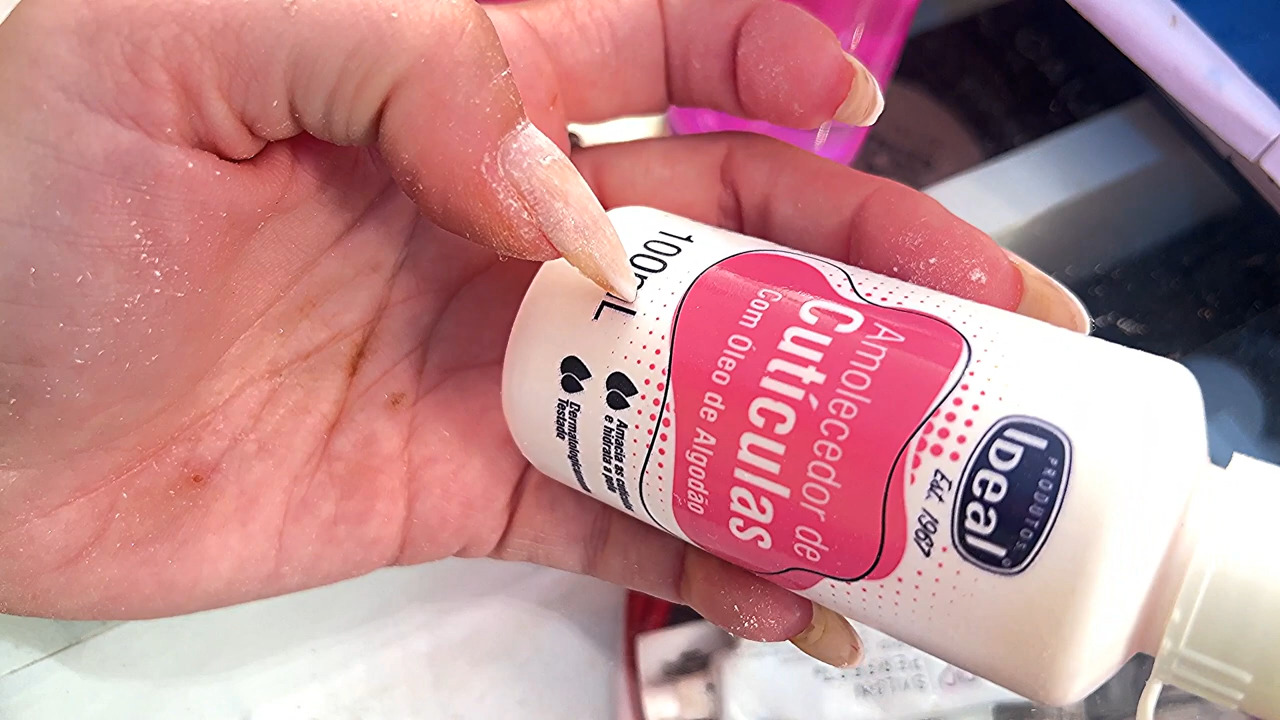 PRODUTOS
IDeal
Est. 1967
Amolecedor de
Cutículas
Com Óleo de Algodão
Amacia as cutículas
e hidrata a pele
Dermatologicamente
Testado
100mL